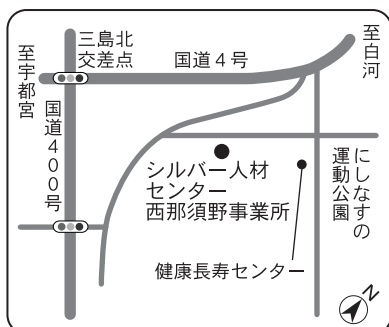 至宇都宮
三島北
交差点
国道４号
至白河
国道400号
シルバー人材
センター
西那須野事業所
にしなすの
運動公園
健康長寿センター
N